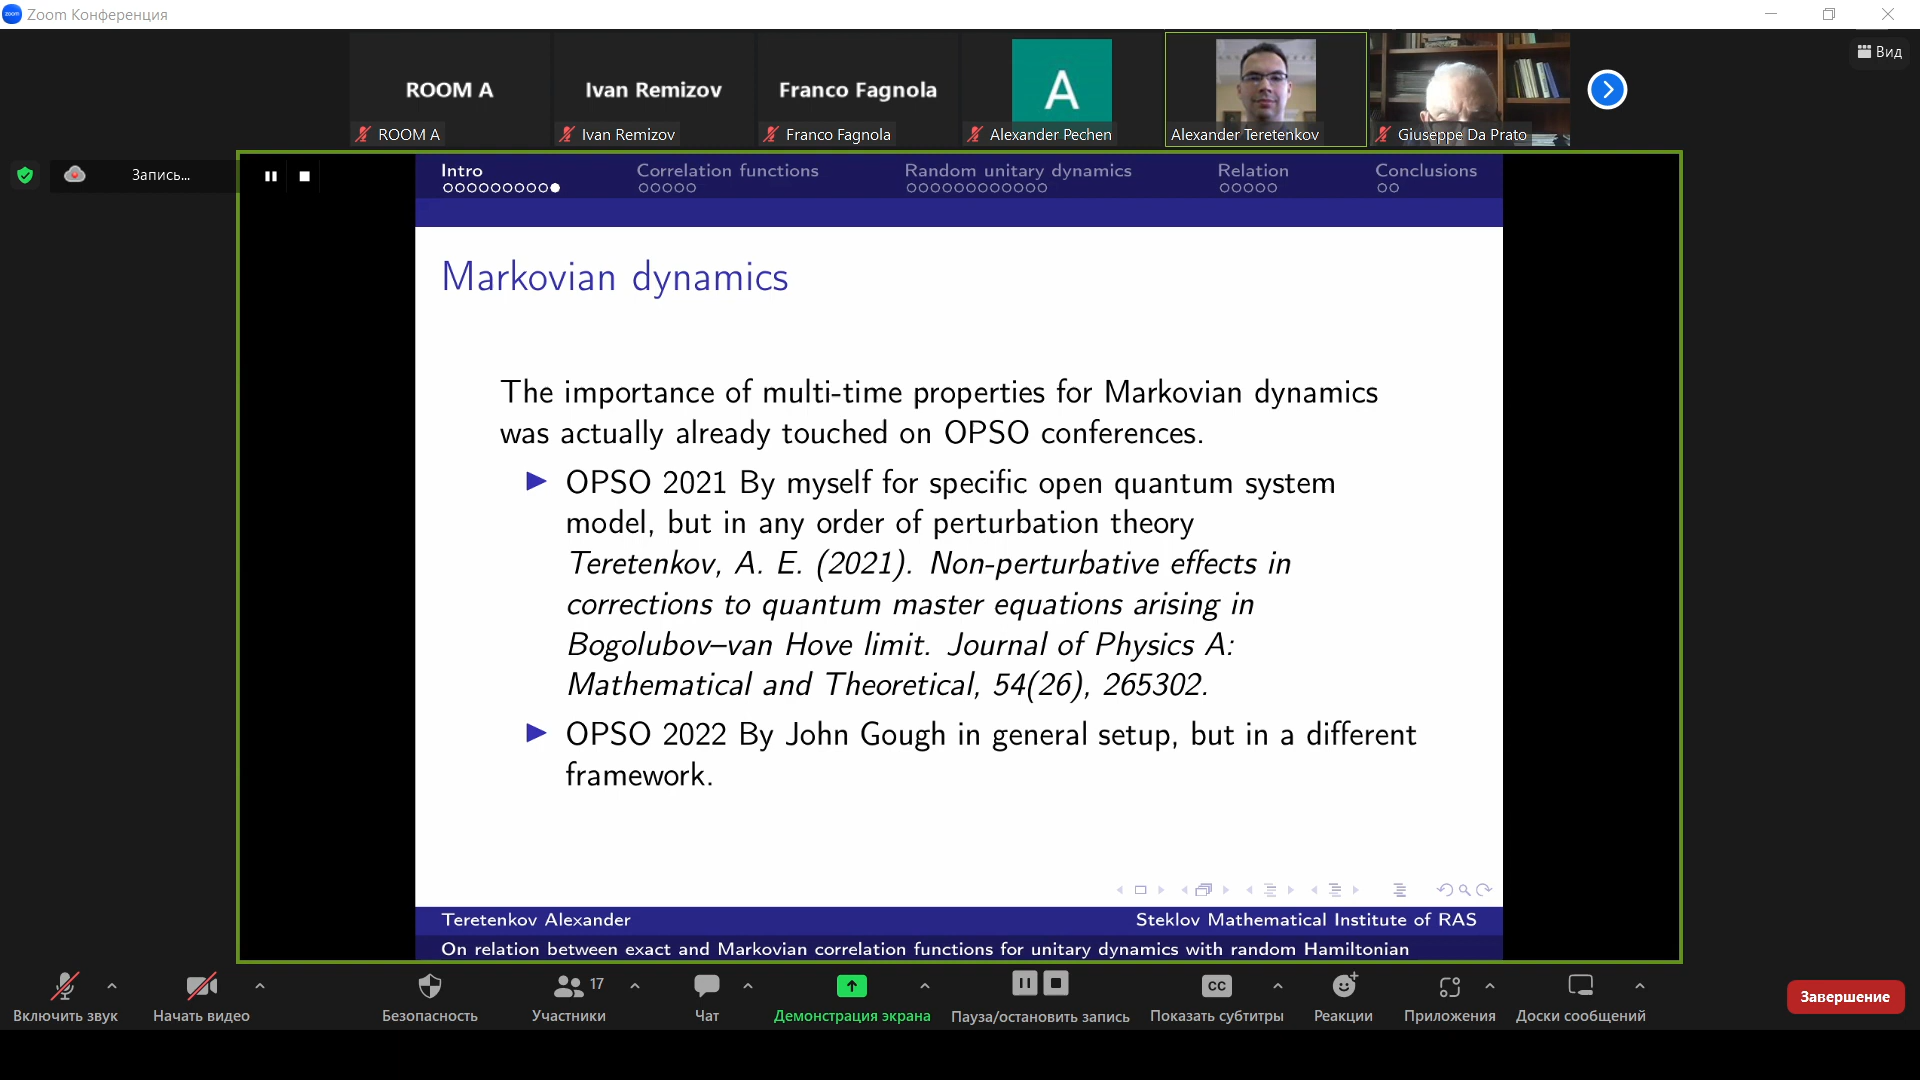 zoom Zoom Конференция
Вид
ROOM A
Ivan Remizov
Franco Fagnola
A
ROOM A
Ivan Remizov
Franco Fagnola
Alexander Pechen
Alexander Teretenkov
Giuseppe Da Prato
Запись...
Intro
Correlation functions
Random unitary dynamics
Relation
Conclusions
Markovian dynamics
The importance of multi-time properties for Markovian dynamics
was actually already touched on OPSO conferences.
OPSO 2021 By myself for specific open quantum system
model, but in any order of perturbation theory
Teretenkov, A. E. (2021). Non-perturbative effects in
corrections to quantum master equations arising in
Bogolubov–van Hove limit. Journal of Physics A:
Mathematical and Theoretical, 54(26), 265302.
OPSO 2022 By John Gough in general setup, but in a different
framework.
Teretenkov Alexander
Steklov Mathematical Institute of RAS
On relation between exact and Markovian correlation functions for unitary dynamics with random Hamiltonian
17
CC
Включить звук
Начать видео
Безопасность
Участники
Чат
Демонстрация экрана
Пауза/остановить запись
Показать субтитры
Реакции
Приложения
Доски сообщений
Завершение